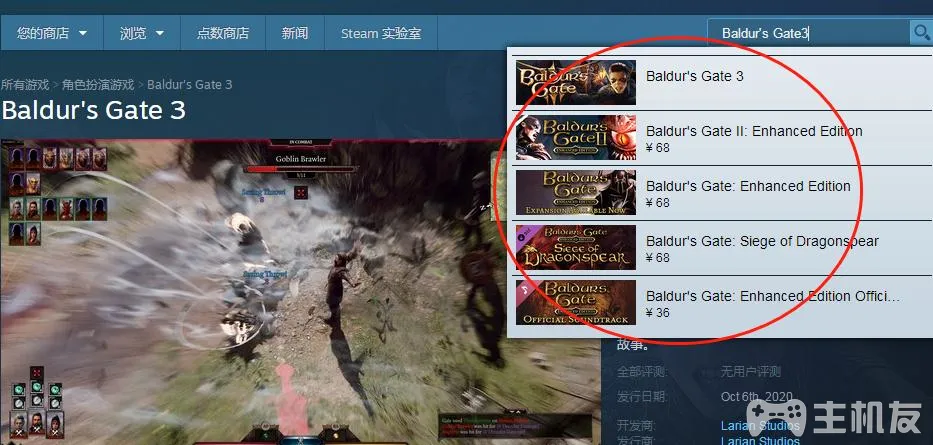 您的商店
浏览
点数商店
新闻
Steam 实验室
Baldur's Gate3
所有游戏 > 角色扮演游戏 > Baldur's Gate 3
Baldur's Gate 3
IN COMBAT
Goblin Brawler
Saving Throw!
Saving Throw!
BALDUR'S GATE
Baldur's Gate 3
BALDUR'S GATE II
ENHANCED EDITION
Baldur's Gate II: Enhanced Edition
¥ 68
BALDUR'S GATE
ENHANCED EDITION
EXPANSION AVAILABLE NOW
Baldur's Gate: Enhanced Edition
¥ 68
BALDUR'S GATE
SIEGE OF DRAGONSPEAR
Baldur's Gate: Siege of Dragonspear
¥ 68
BALDUR'S GATE
ENHANCED EDITION
OFFICIAL SOUNDTRACK
Baldur's Gate: Enhanced Edition Offici...
¥ 36
故事。
全部评测: 无用户评测
发行日期: Oct 6th, 2020
开发商: Larian Studios
发行商: Larian Studios
主机友